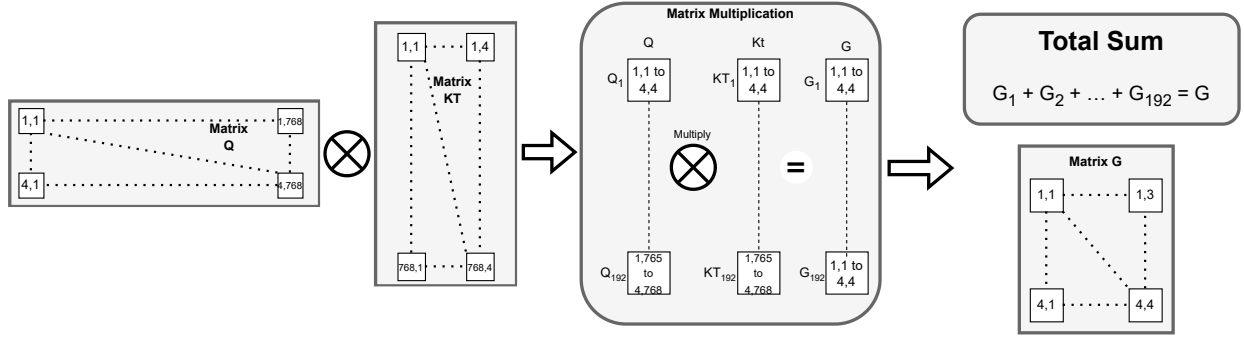 1,1
1,768
Matrix
Q
4,1
4,768
1,1
1,4
Matrix
KT
768,1
768,4
Matrix Multiplication
Q
Kt
G
Q1
1,1 to
4,4
KT1
1,1 to
4,4
G1
1,1 to
4,4
Multiply
=
Q192
1,765
to
4,768
KT192
1,765
to
4,768
G192
1,1 to
4,4
Total Sum
G1 + G2 + ... + G192 = G
Matrix G
1,1
1,3
4,1
4,4